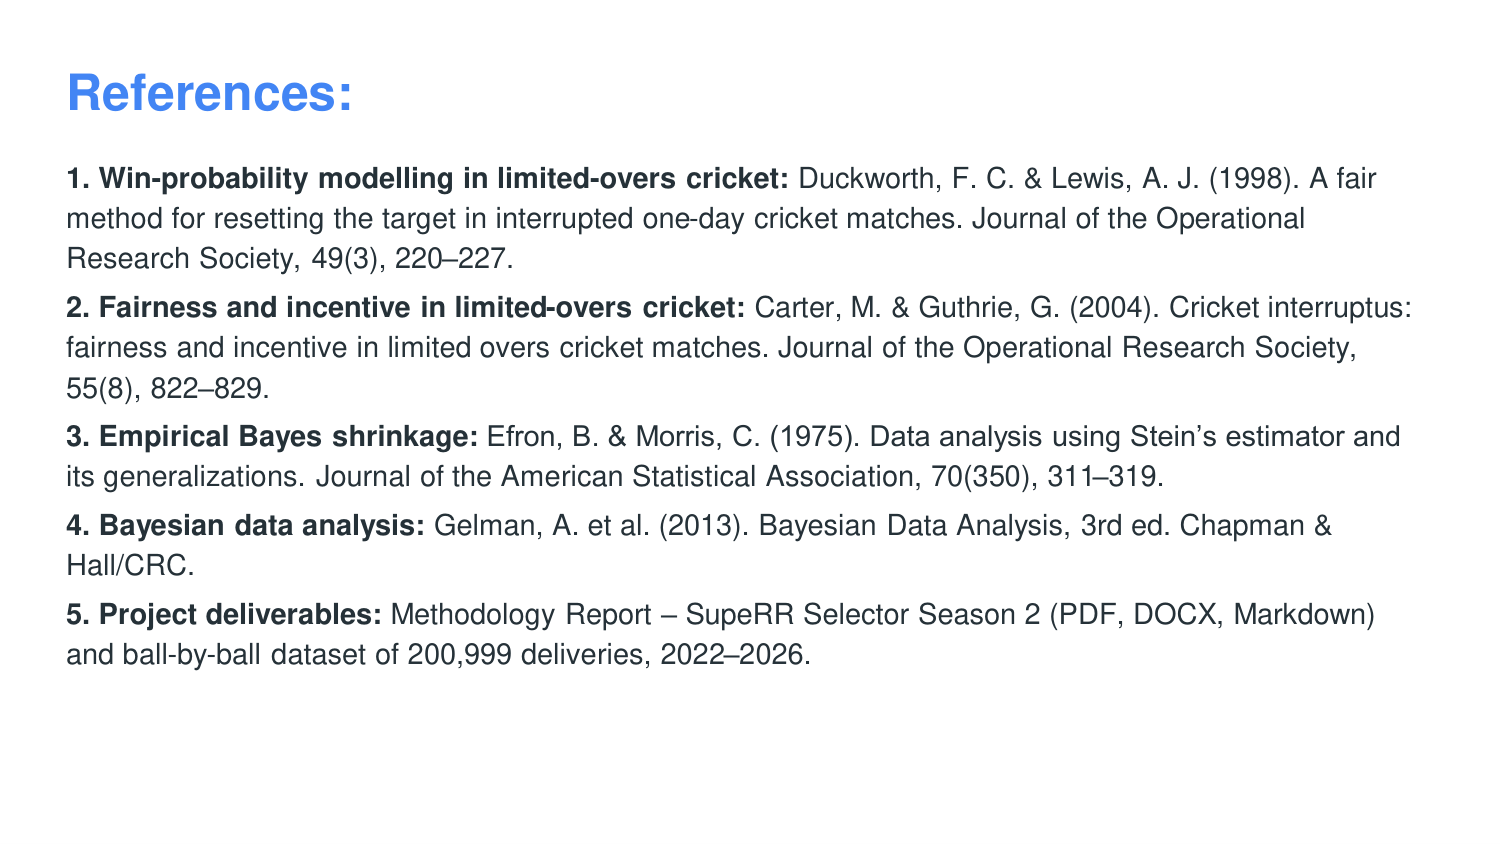 References:
1. Win-probability modelling in limited-overs cricket: Duckworth, F. C. & Lewis, A. J. (1998). A fair
method for resetting the target in interrupted one-day cricket matches. Journal of the Operational
Research Society, 49(3), 220–227.
2. Fairness and incentive in limited-overs cricket: Carter, M. & Guthrie, G. (2004). Cricket interruptus:
fairness and incentive in limited overs cricket matches. Journal of the Operational Research Society,
55(8), 822–829.
3. Empirical Bayes shrinkage: Efron, B. & Morris, C. (1975). Data analysis using Stein’s estimator and
its generalizations. Journal of the American Statistical Association, 70(350), 311–319.
4. Bayesian data analysis: Gelman, A. et al. (2013). Bayesian Data Analysis, 3rd ed. Chapman &
Hall/CRC.
5. Project deliverables: Methodology Report – SupeRR Selector Season 2 (PDF, DOCX, Markdown)
and ball-by-ball dataset of 200,999 deliveries, 2022–2026.